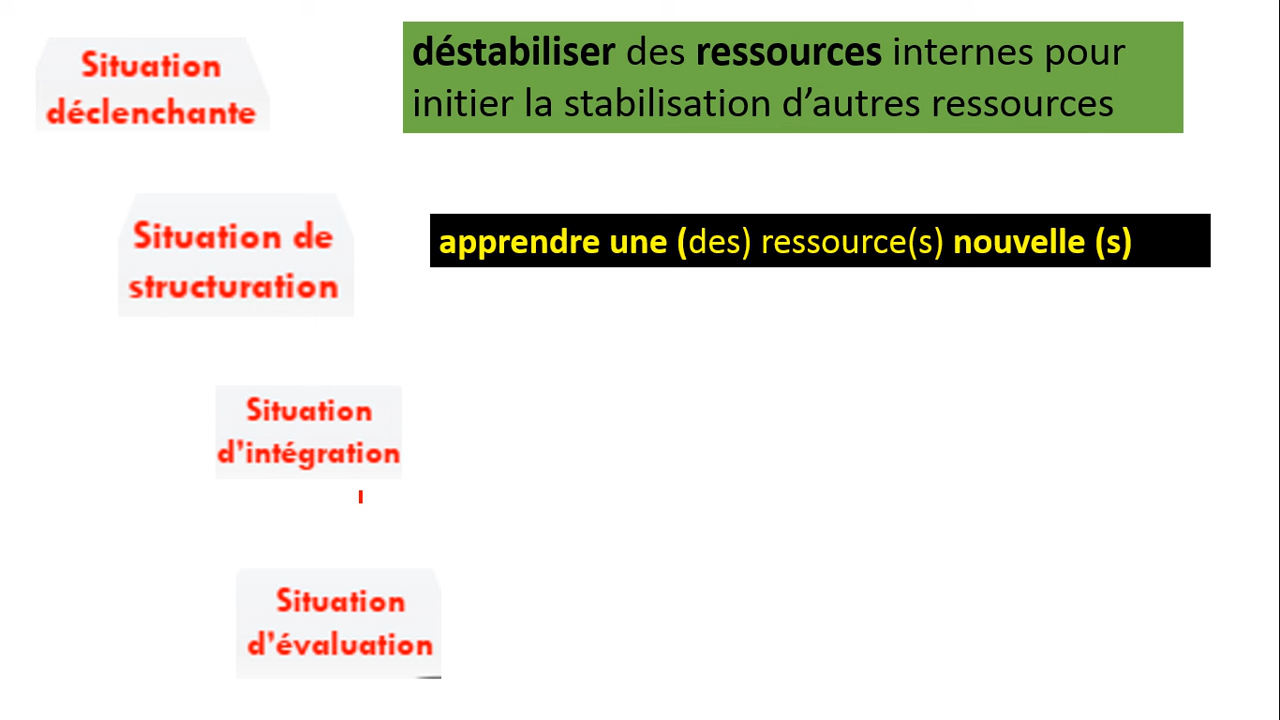 Situation
déclenchante
déstabiliser des ressources internes pour
initier la stabilisation d’autres ressources
Situation de
structuration
apprendre une (des) ressource(s) nouvelle (s)
Situation
d'intégration
Situation
d'évaluation